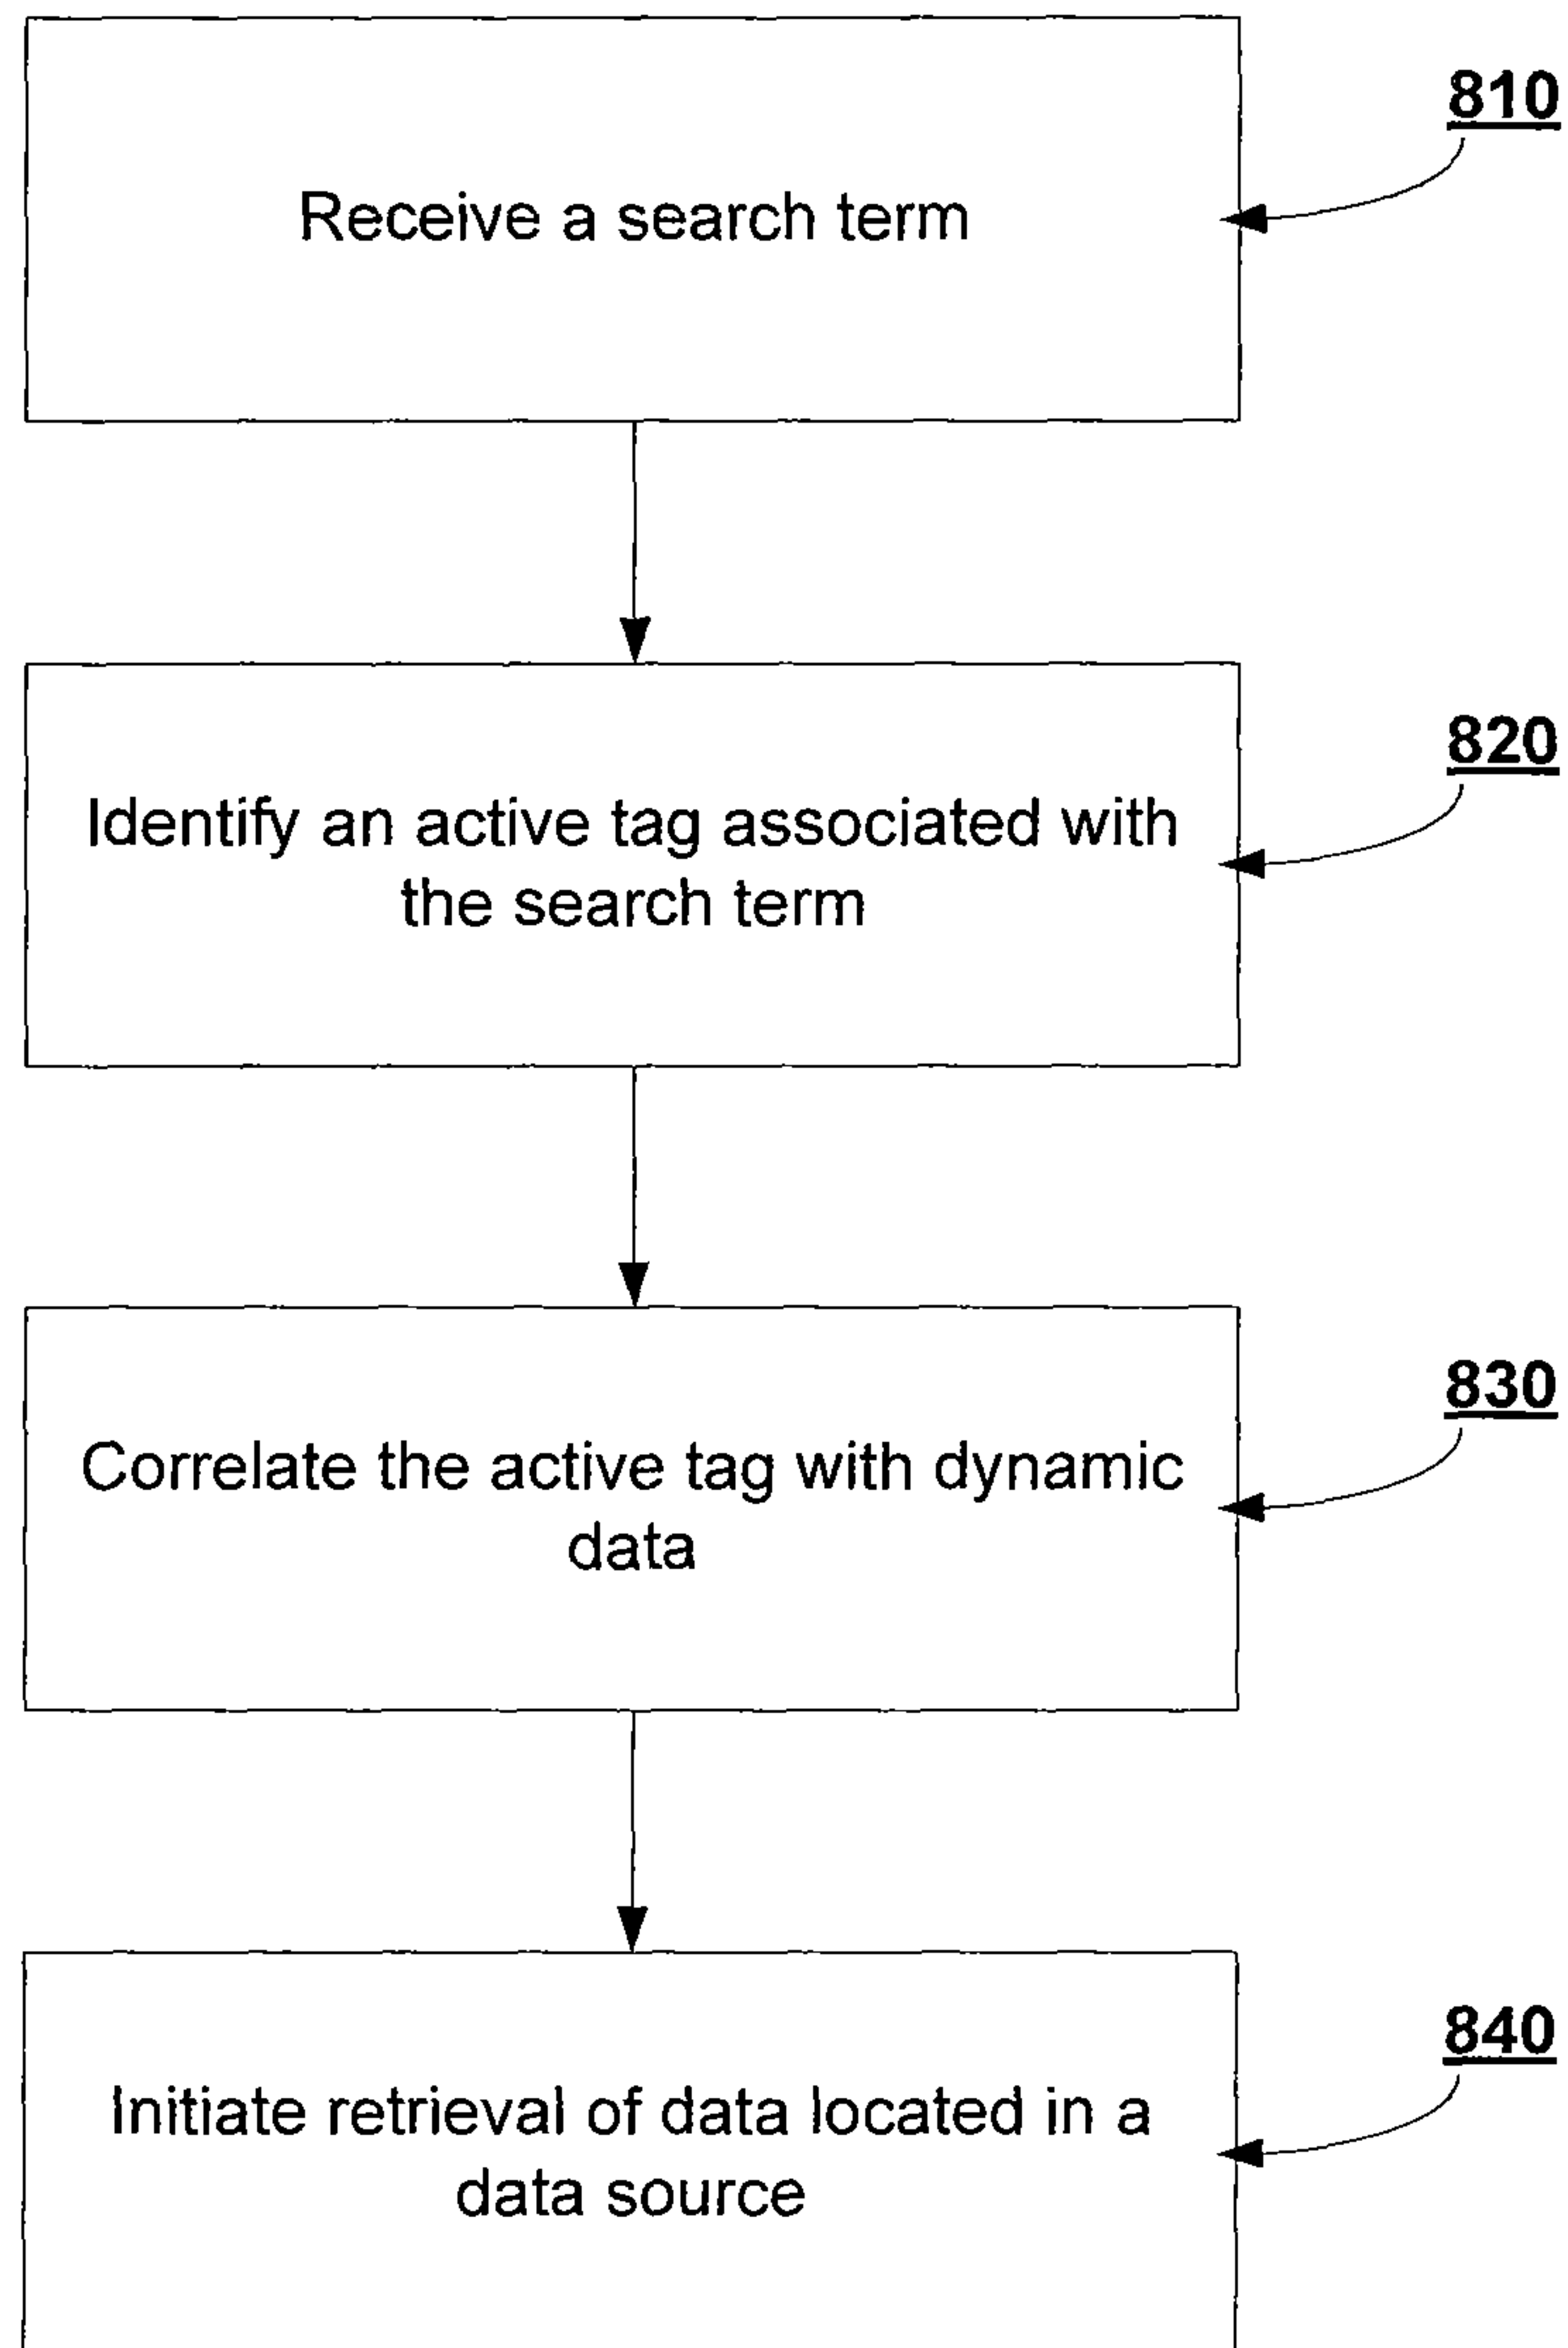 810
Receive a search term
820
Identify an active tag associated with
the search term
830
Correlate the active tag with dynamic
data
840
Initiate retrieval of data located in a
data source